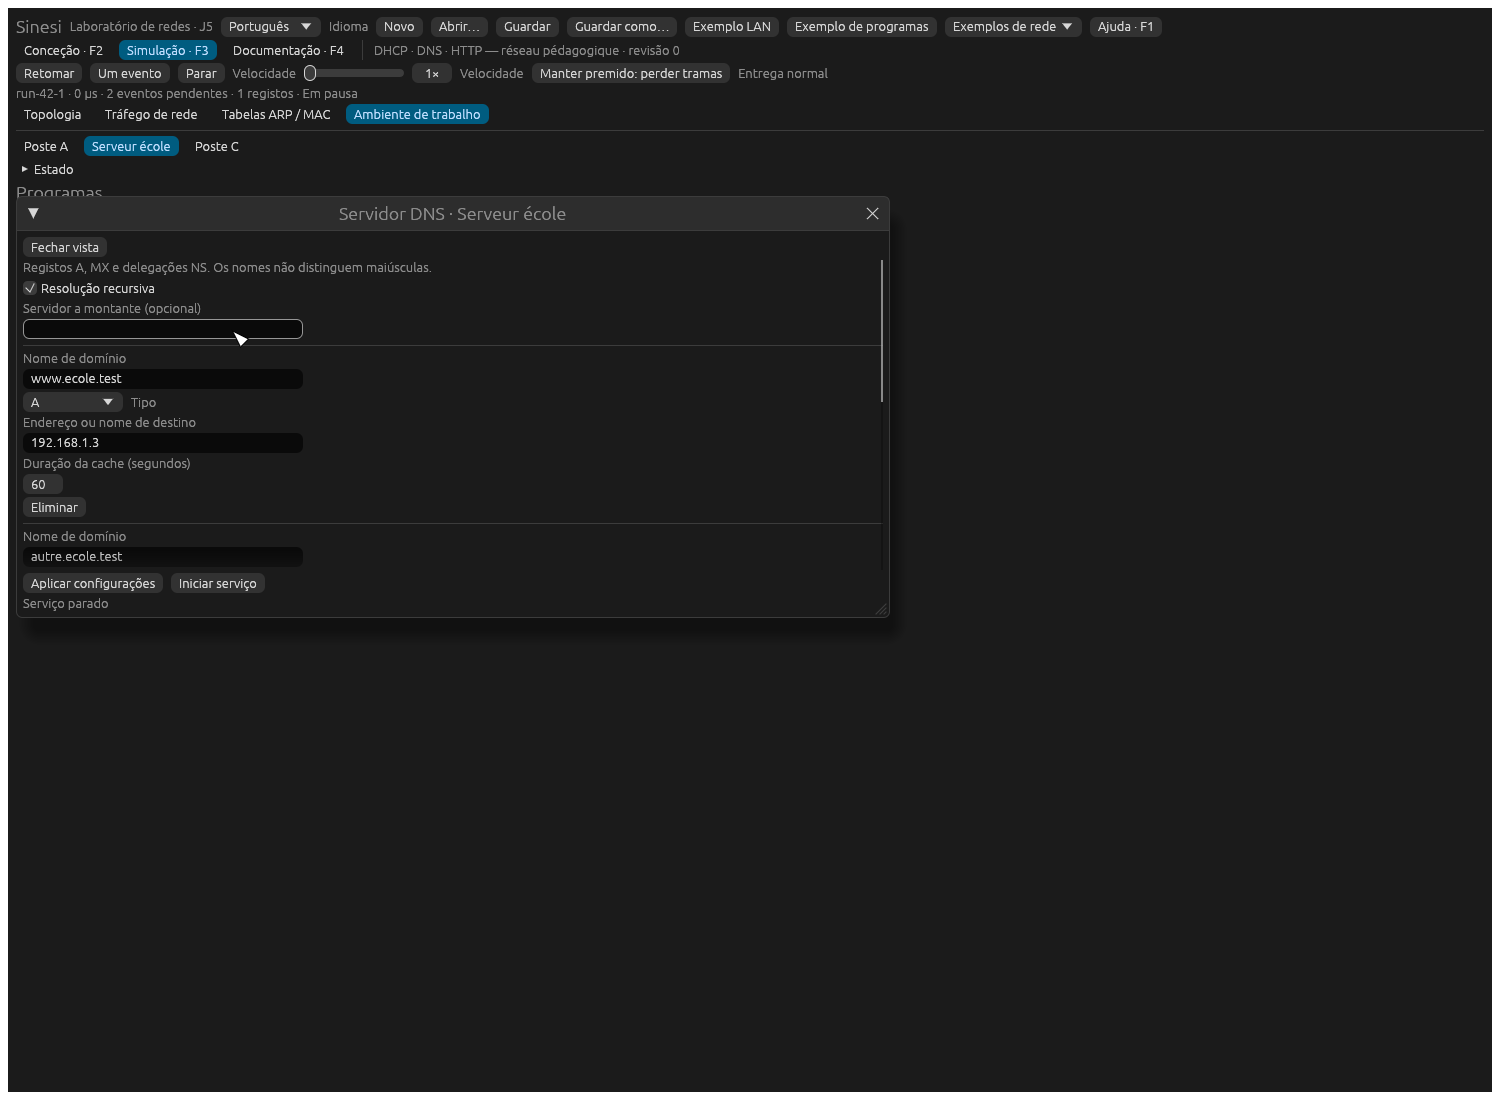 Sinesi Laboratório de redes · J5 Português Idioma Novo Abrir… Guardar Guardar como… Exemplo LAN Exemplo de programas Exemplos de rede Ajuda · F1
Conceção · F2 Simulação · F3 Documentação · F4 DHCP · DNS · HTTP — réseau pédagogique · revisão 0
Retomar Um evento Parar Velocidade 1× Velocidade Manter premido: perder tramas Entrega normal
run-42-1 · 0 µs · 2 eventos pendentes · 1 registos · Em pausa
Topologia Tráfego de rede Tabelas ARP / MAC Ambiente de trabalho
Poste A Serveur école Poste C
Estado
Programas
Servidor DNS · Serveur école
Fechar vista
Registos A, MX e delegações NS. Os nomes não distinguem maiúsculas.
Resolução recursiva
Servidor a montante (opcional)
Nome de domínio
www.ecole.test
A Tipo
Endereço ou nome de destino
192.168.1.3
Duração da cache (segundos)
60
Eliminar
Nome de domínio
autre.ecole.test
Aplicar configurações Iniciar serviço
Serviço parado